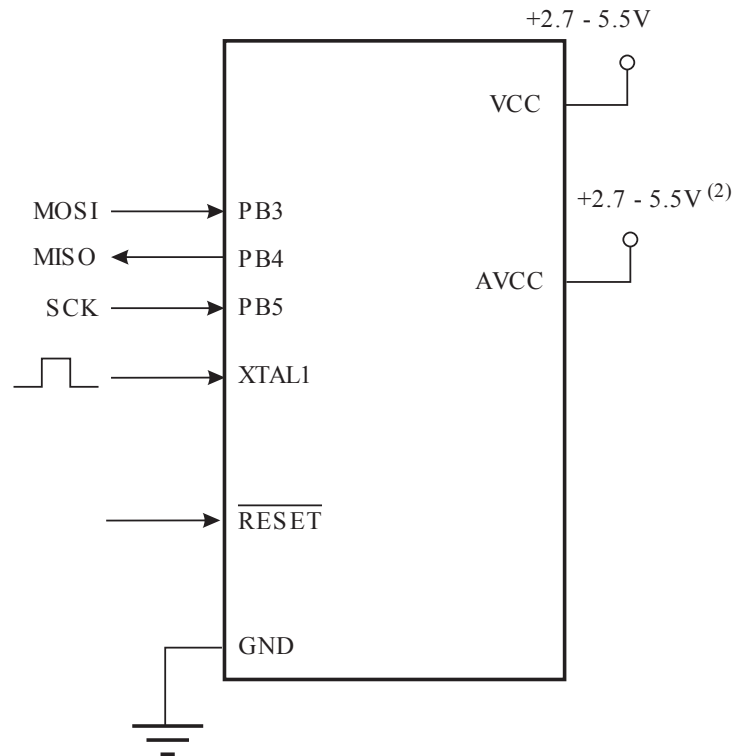 +2.7 - 5.5V
VCC
+2.7 - 5.5V (2)
MOSI PB3
MISO PB4
AVCC
SCK PB5
XTAL1
RESET
GND